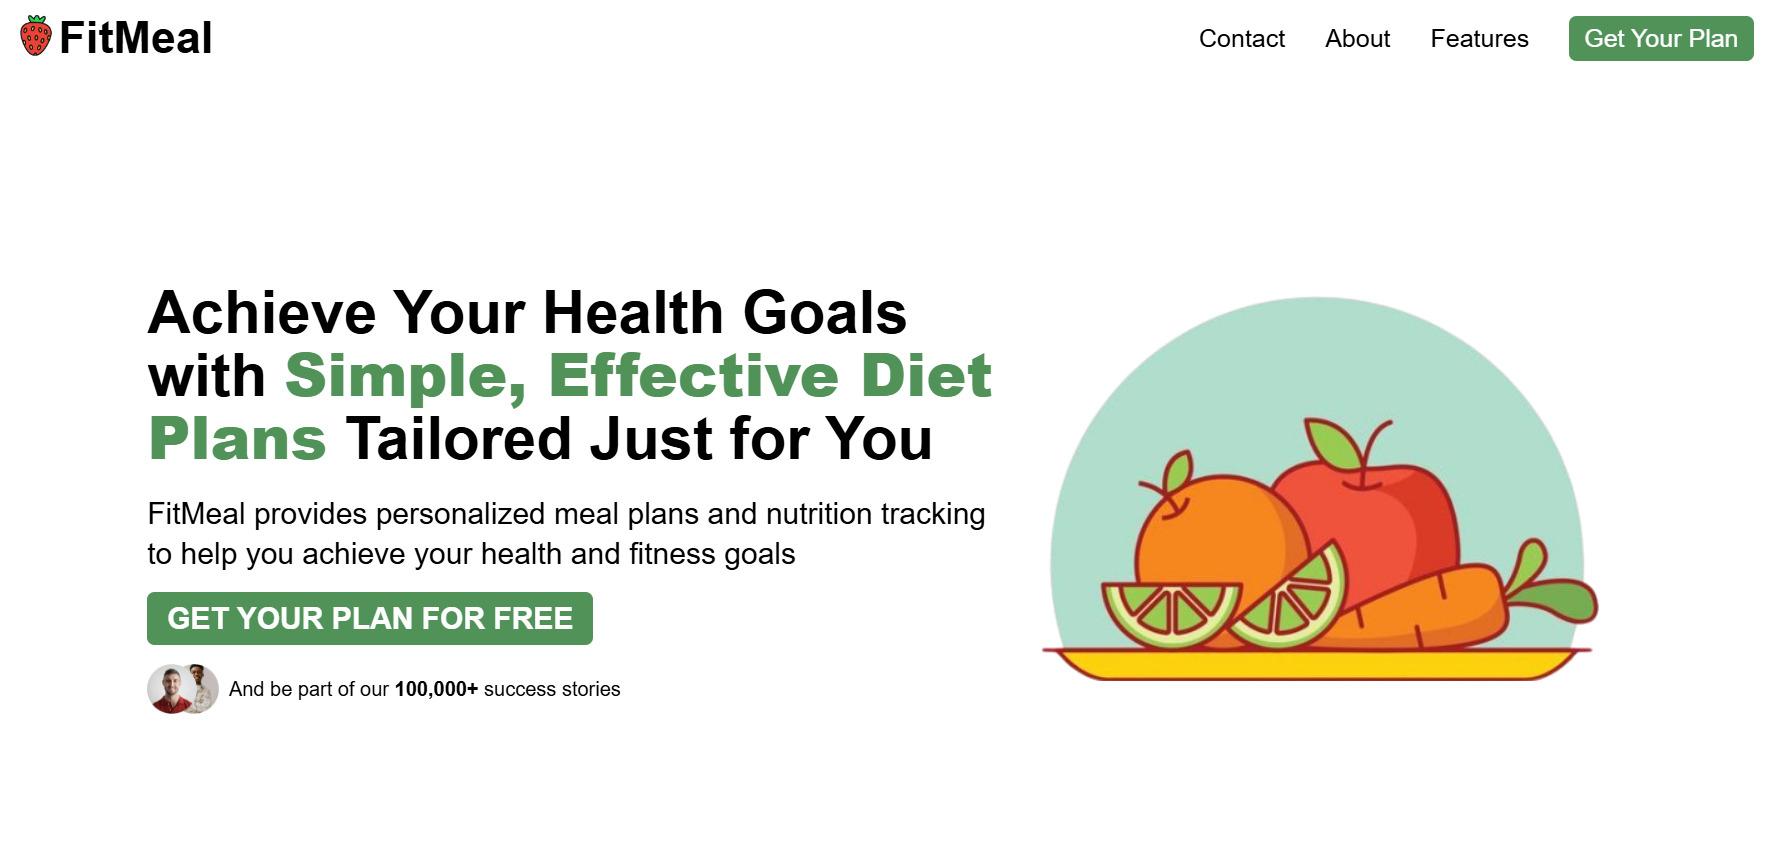 FitMeal
Contact
About
Features
Get Your Plan
Achieve Your Health Goals
with Simple, Effective Diet
Plans Tailored Just for You
FitMeal provides personalized meal plans and nutrition tracking
to help you achieve your health and fitness goals
GET YOUR PLAN FOR FREE
And be part of our 100,000+ success stories